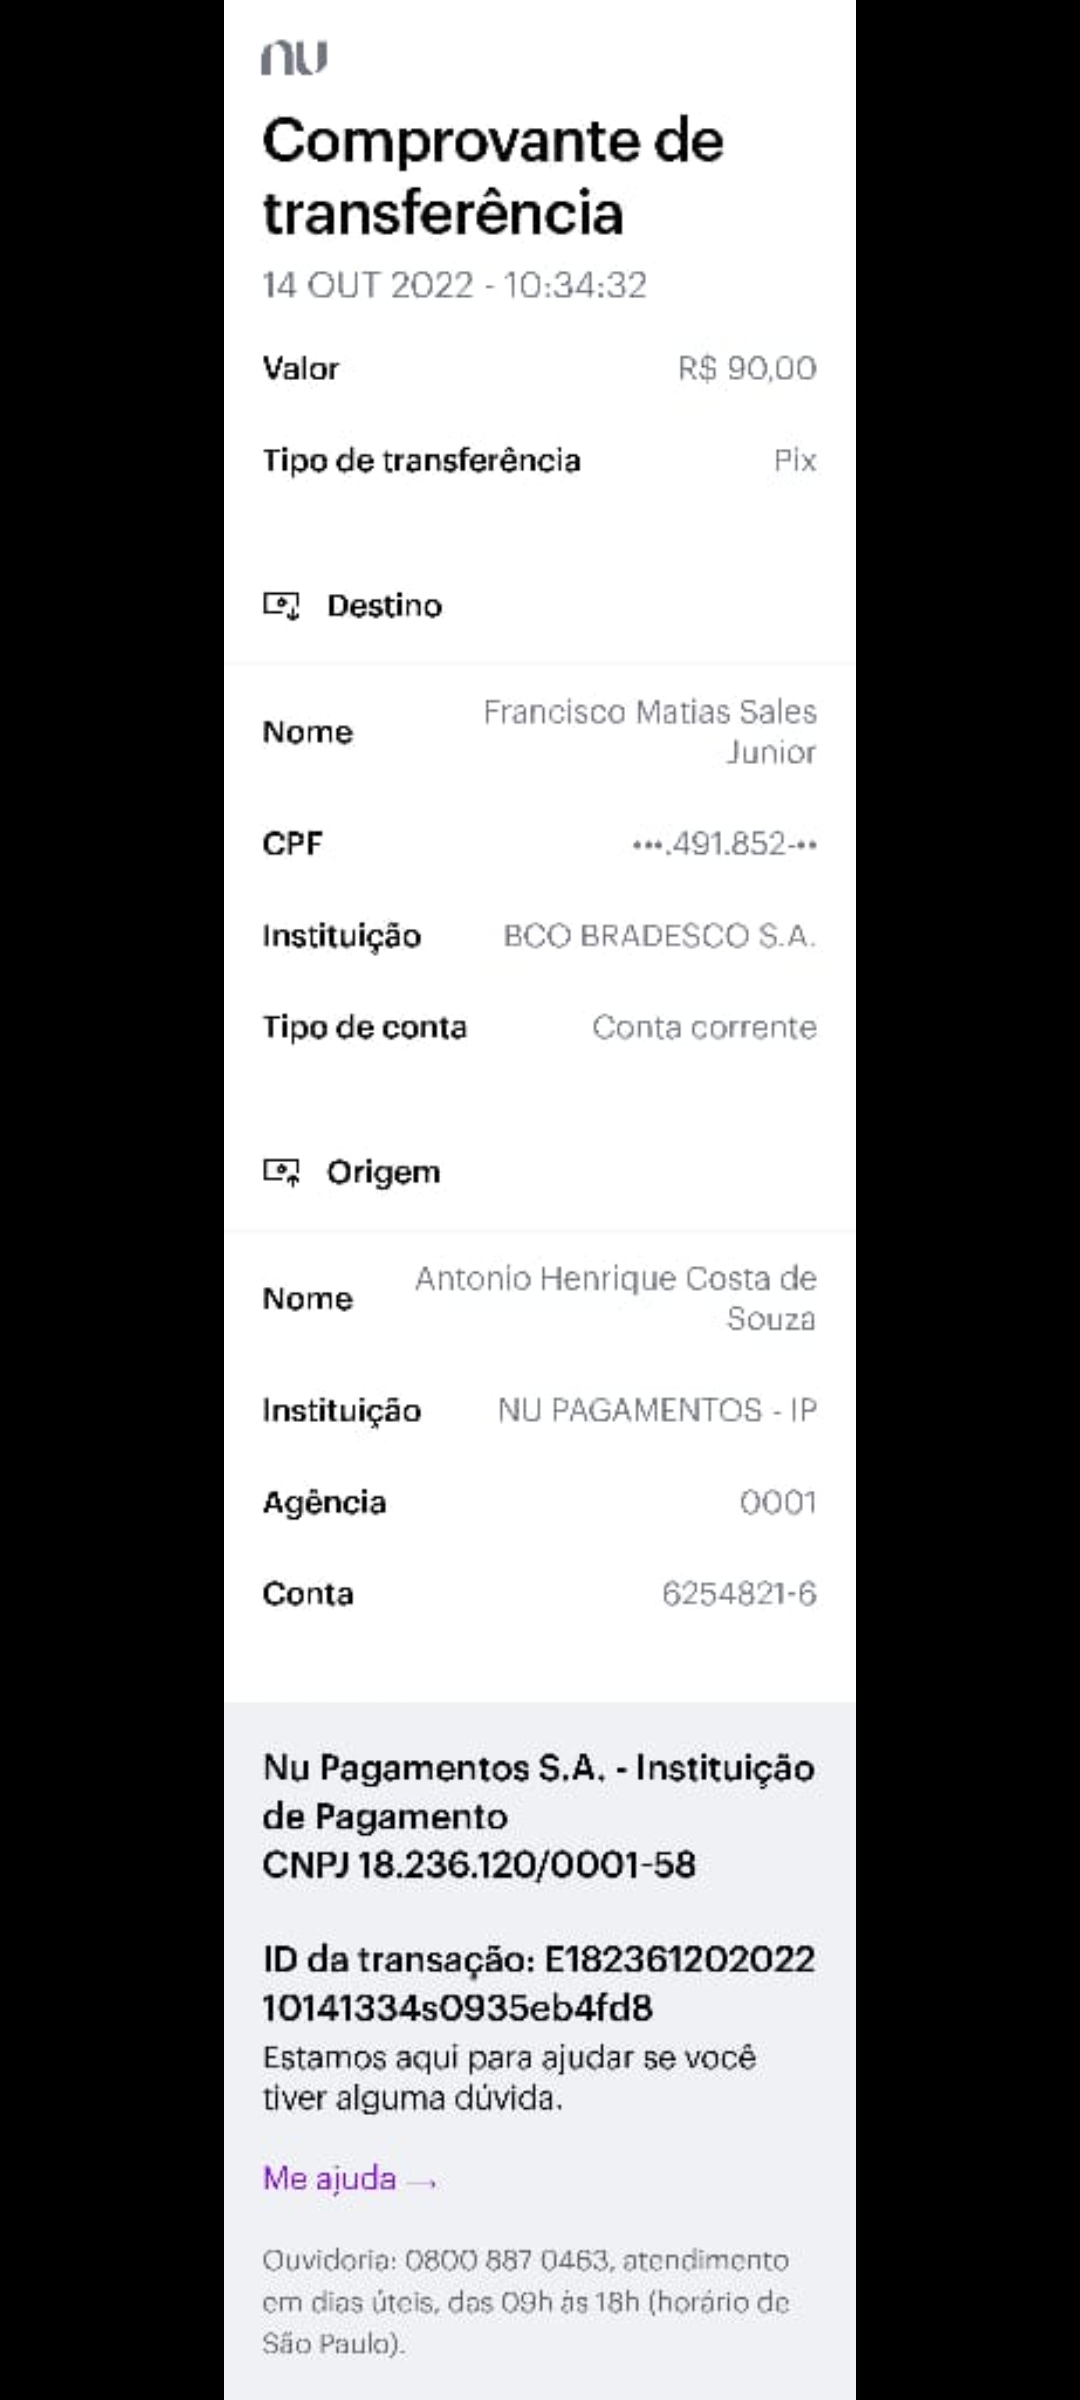 nu
Comprovante de
transferência
14 OUT 2022 - 10:34:32
Valor R$ 90,00
Tipo de transferência Pix
Destino
Nome Francisco Matias Sales
Junior
CPF •••.491.852-••
Instituição BCO BRADESCO S.A.
Tipo de conta Conta corrente
Origem
Nome Antonio Henrique Costa de
Souza
Instituição NU PAGAMENTOS - IP
Agência 0001
Conta 6254821-6
Nu Pagamentos S.A. - Instituição
de Pagamento
CNPJ 18.236.120/0001-58
ID da transação: E182361202022
10141334s0935eb4fd8
Estamos aqui para ajudar se você
tiver alguma dúvida.
Me ajuda →
Ouvidoria: 0800 887 0463, atendimento
em dias úteis, das 09h às 18h (horário de
São Paulo).